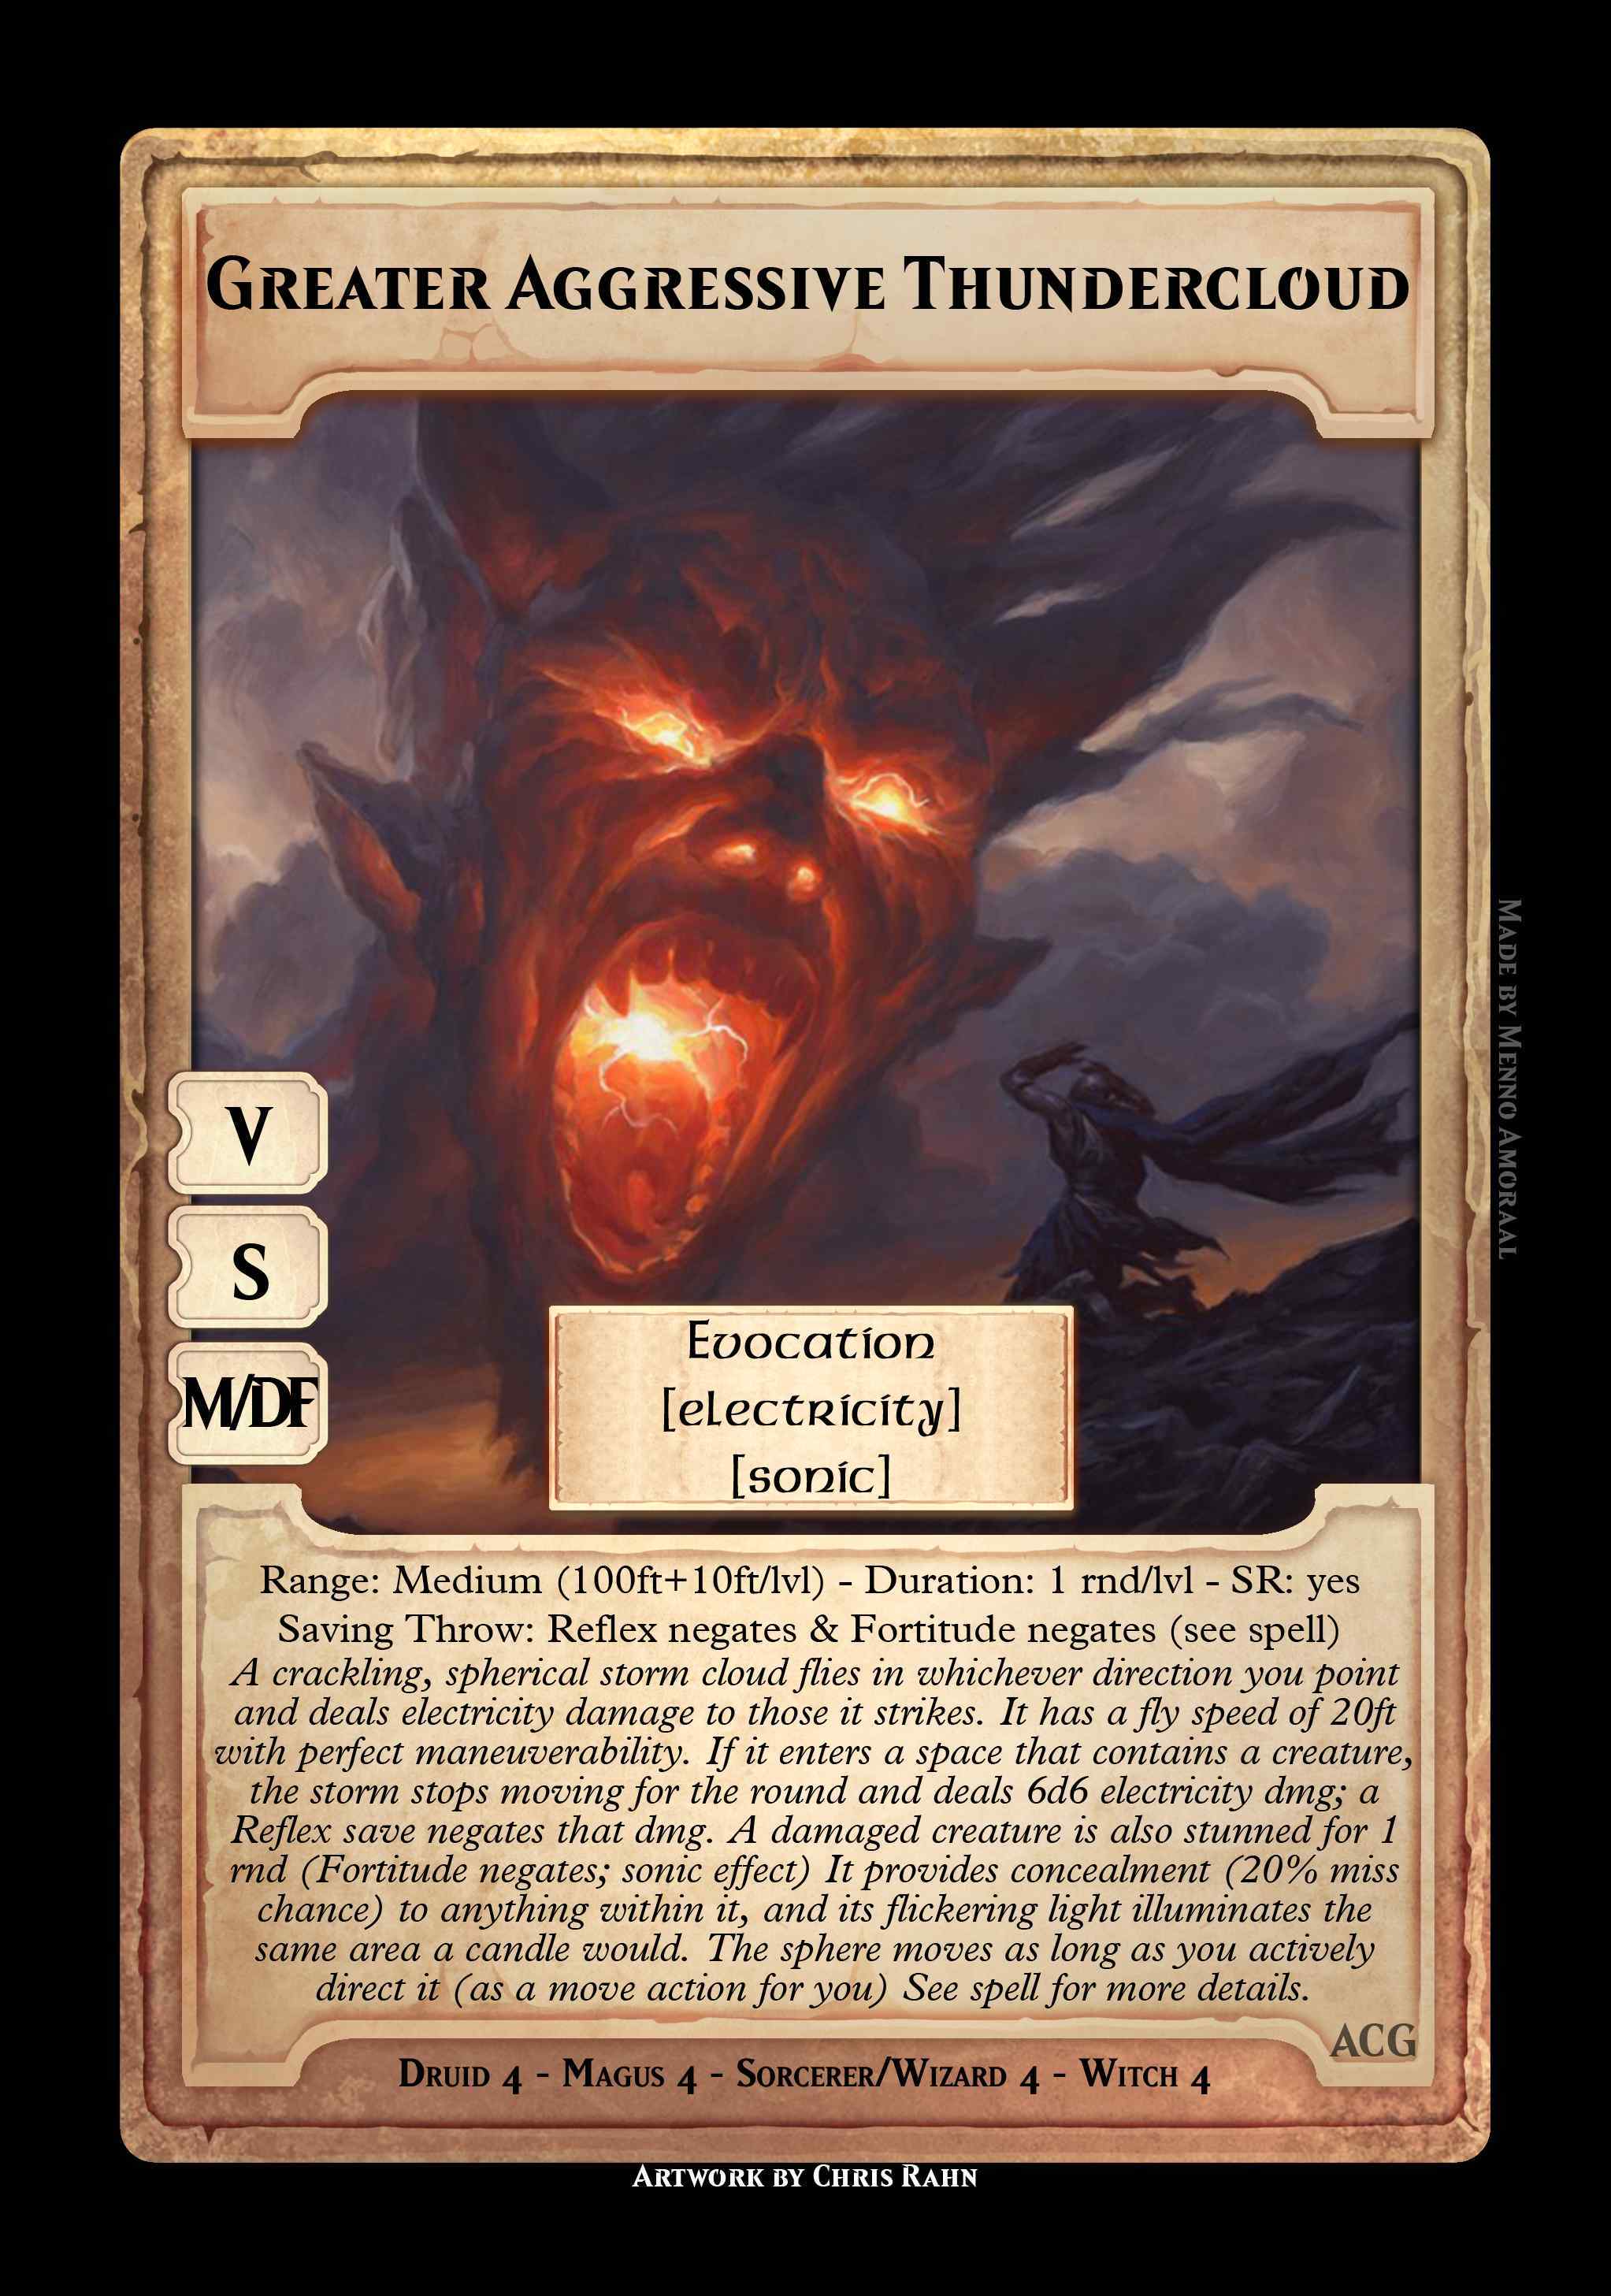 Greater Aggressive Thundercloud
V
S
M/DF
Evocation
[electricity]
[sonic]
Range: Medium (100ft+10ft/lvl) - Duration: 1 rnd/lvl - SR: yes
Saving Throw: Reflex negates & Fortitude negates (see spell)
A crackling, spherical storm cloud flies in whichever direction you point
and deals electricity damage to those it strikes. It has a fly speed of 20ft
with perfect maneuverability. If it enters a space that contains a creature,
the storm stops moving for the round and deals 6d6 electricity dmg; a
Reflex save negates that dmg. A damaged creature is also stunned for 1
rnd (Fortitude negates; sonic effect) It provides concealment (20% miss
chance) to anything within it, and its flickering light illuminates the
same area a candle would. The sphere moves as long as you actively
direct it (as a move action for you) See spell for more details.
ACG
Druid 4 - Magus 4 - Sorcerer/Wizard 4 - Witch 4
Artwork by Chris Rahn
Made by Menno Amoraal